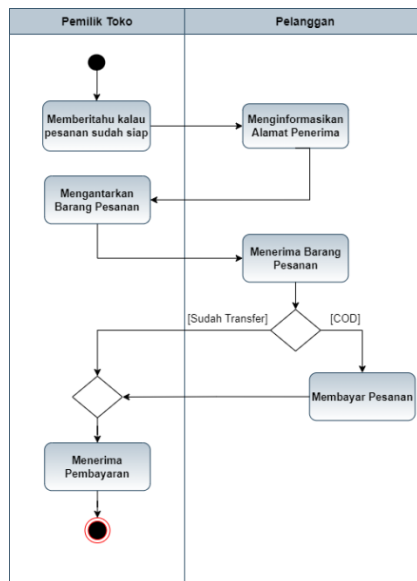 Pemilik Toko
Pelanggan
Memberitahu kalau
pesanan sudah siap
Menginformasikan
Alamat Penerima
Mengantarkan
Barang Pesanan
Menerima Barang
Pesanan
[Sudah Transfer]
[COD]
Membayar Pesanan
Menerima
Pembayaran